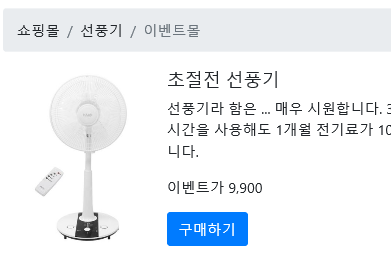 쇼핑몰 / 선풍기 / 이벤트몰
초절전 선풍기
선풍기라 함은 ... 매우 시원합니다. 3
시간을 사용해도 1개월 전기료가 10
니다.
이벤트가 9,900
구매하기